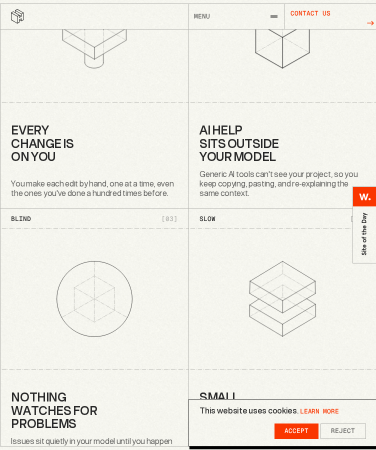 MENU
CONTACT US
EVERY
CHANGE IS
ON YOU
You make each edit by hand, one at a time, even
the ones you've done a hundred times before.
AI HELP
SITS OUTSIDE
YOUR MODEL
Generic AI tools can't see your project, so you
keep copying, pasting, and re-explaining the
same context.
W.
Site of the Day
BLIND
[03]
SLOW
NOTHING
WATCHES FOR
PROBLEMS
Issues sit quietly in your model until you happen
SMALL
This website uses cookies. LEARN MORE
ACCEPT
REJECT